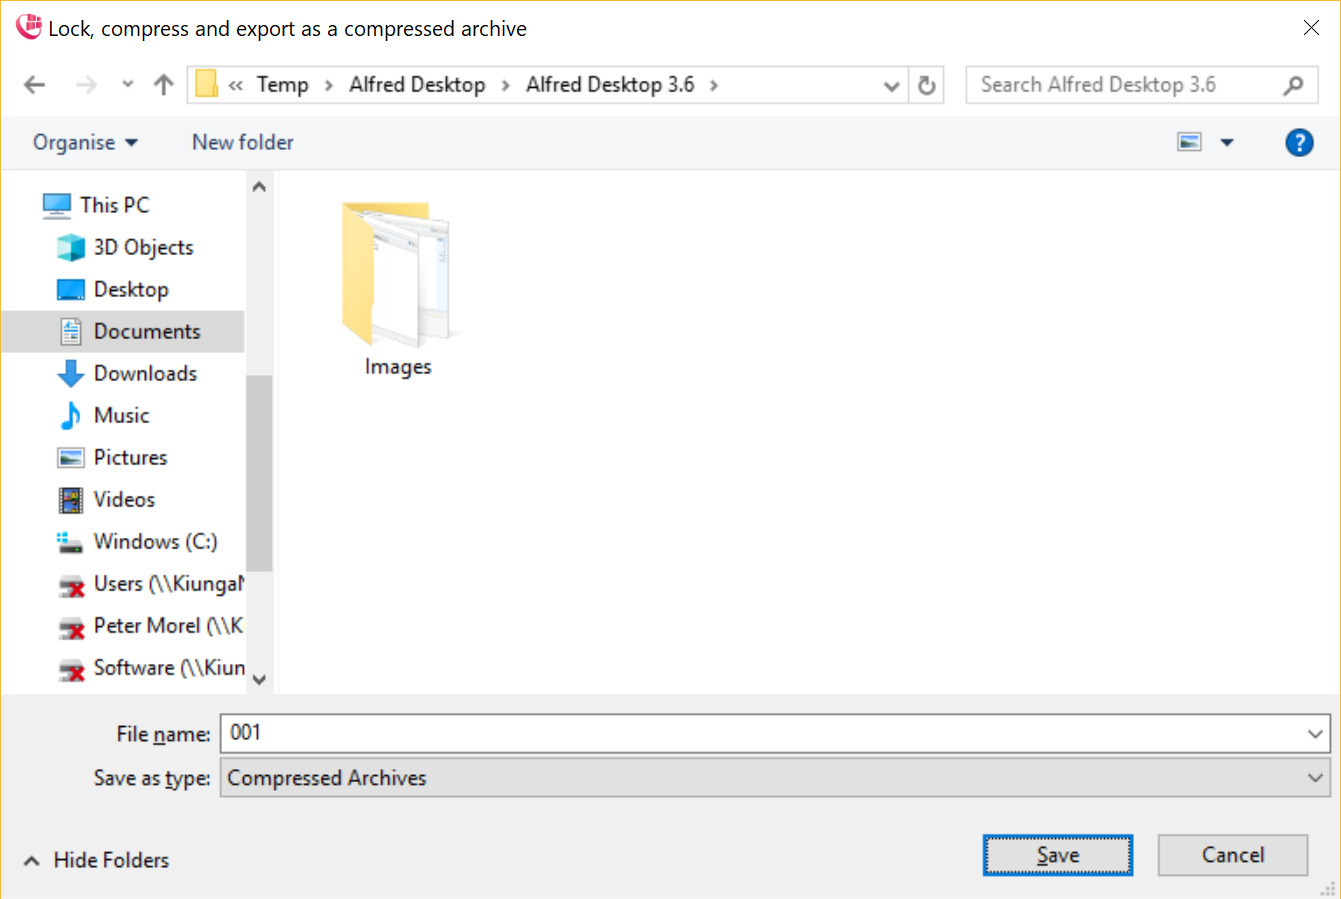 Lock, compress and export as a compressed archive
« Temp > Alfred Desktop > Alfred Desktop 3.6 >
Search Alfred Desktop 3.6
Organise
New folder
?
This PC
3D Objects
Desktop
Documents
Downloads
Music
Pictures
Videos
Windows (C:)
Users (\\KiungaN
Peter Morel (\\K
Software (\\Kiun
Images
File name: 001
Save as type: Compressed Archives
Hide Folders
Save
Cancel